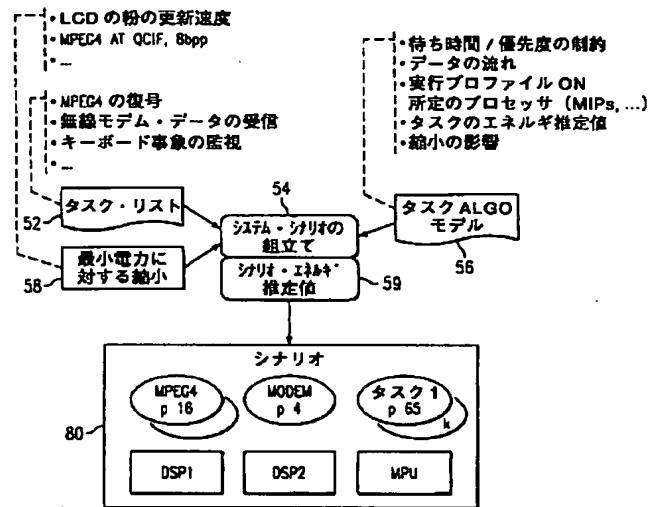 ・LCD の粉の更新速度
・MPEG4 AT QCIF, 8bpp
・...
・MPEG4 の復号
・無線モデム・データの受信
・キーボード事象の監視
・...
・待ち時間 / 優先度の制約
・データの流れ
・実行プロファイル ON
所定のプロセッサ (MIPs, ...)
・タスクのエネルギ推定値
・縮小の影響
54
タスク・リスト
52
システム・シナリオの
組立て
タスク ALGO
モデル
56
最小電力に
対する縮小
58
シナリオ・エネルギ
推定値
59
シナリオ
MPEG4
p 16
MODEM
p 4
タスク 1
p 65
k
80
DSP1
DSP2
MPU